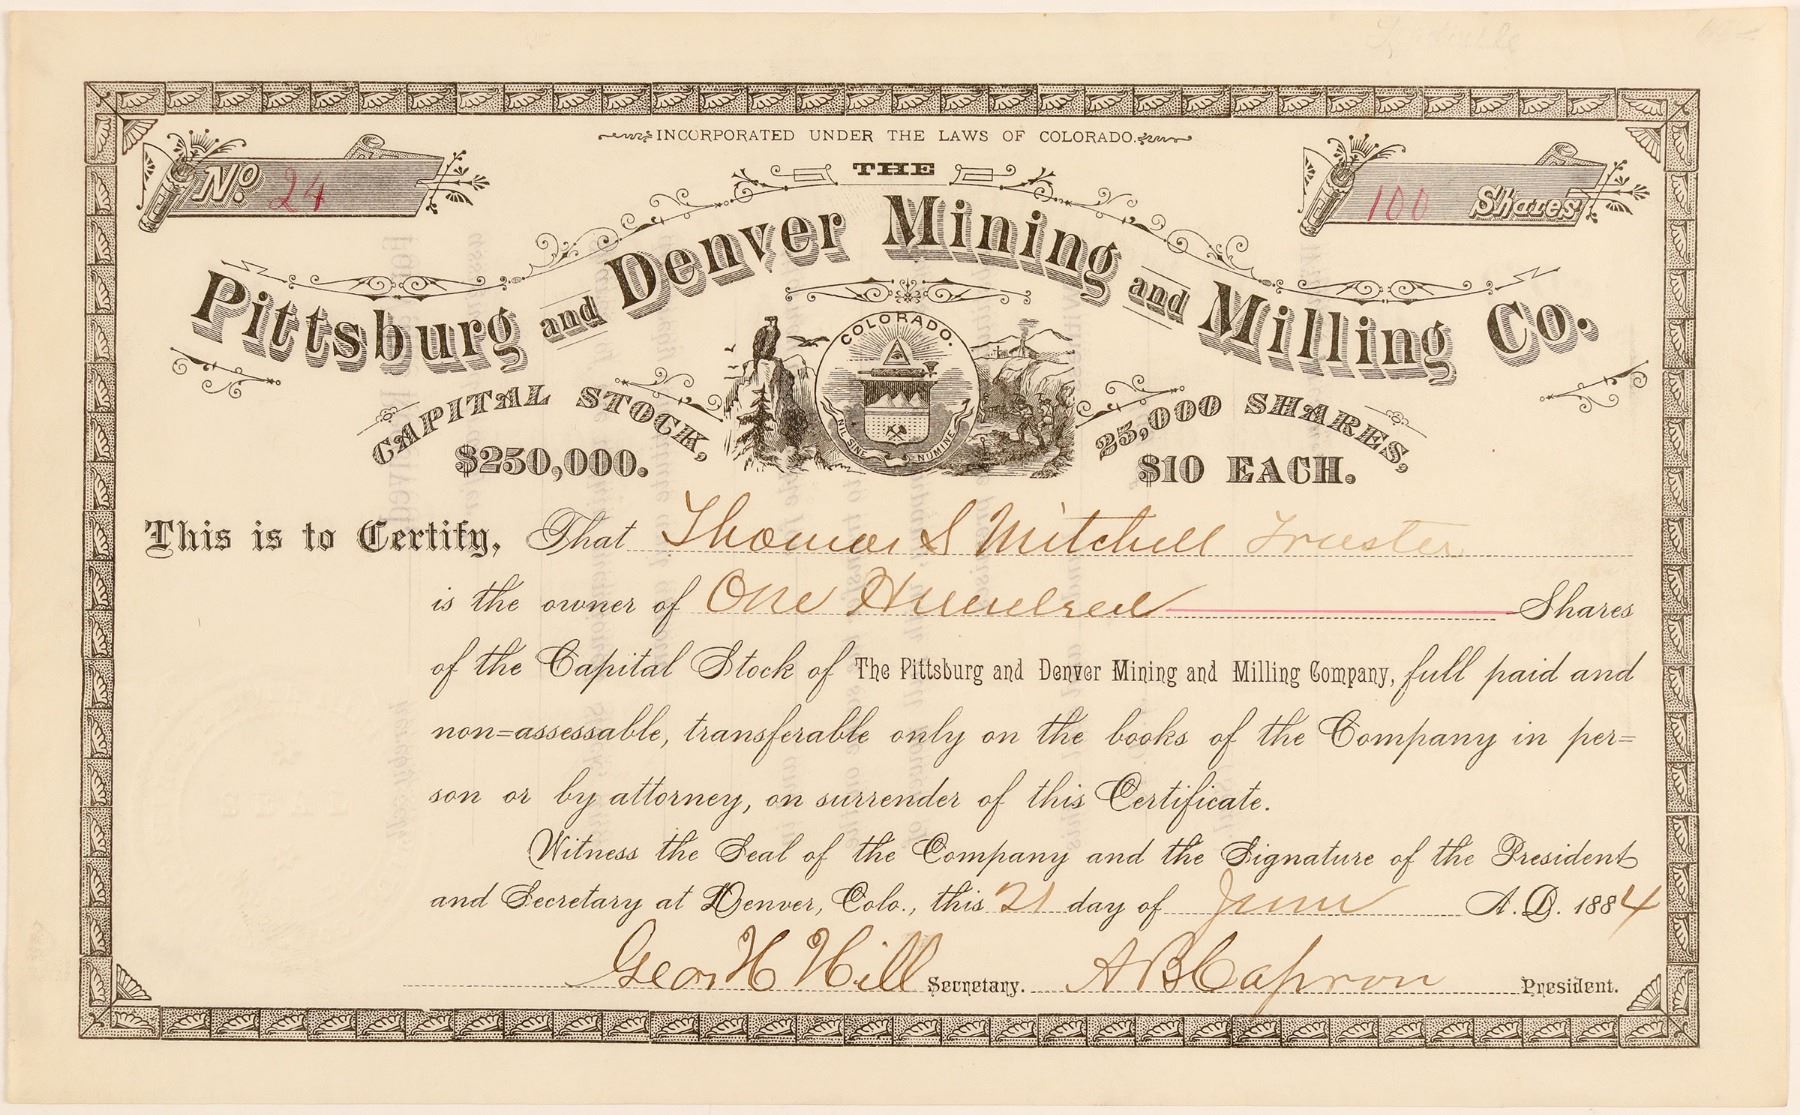 INCORPORATED UNDER THE LAWS OF COLORADO.
No. 24
100 Shares
THE
Pittsburg and Denver Mining and Milling Co.
COLORADO.
NIL SINE NUMINE
CAPITAL STOCK,
$250,000.
25,000 SHARES,
$10 EACH.
This is to Certify, That Thomas S Mitchell Trustee
is the owner of One Hundred Shares
of the Capital Stock of The Pittsburg and Denver Mining and Milling Company, full paid and
non=assessable, transferable only on the books of the Company in per=
son or by attorney, on surrender of this Certificate.
Witness the Seal of the Company and the Signature of the President
and Secretary at Denver, Colo., this 21 day of June A. D. 1884
Geo H Hill Secretary. A B Capron President.